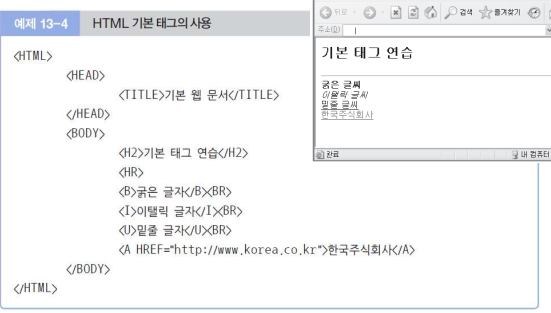 예제 13-4 HTML 기본 태그의 사용
<HTML>
<HEAD>
<TITLE>기본 웹 문서</TITLE>
</HEAD>
<BODY>
<H2>기본 태그 연습</H2>
<HR>
<B>굵은 글자</B><BR>
<I>이탤릭 글자</I><BR>
<U>밑줄 글자</U><BR>
<A HREF="http://www.korea.co.kr">한국주식회사</A>
</BODY>
</HTML>
뒤로 검색 즐겨찾기
주소(D)
기본 태그 연습
굵은 글씨
이탤릭 글씨
밑줄 글씨
한국주식회사
완료 내 컴퓨터